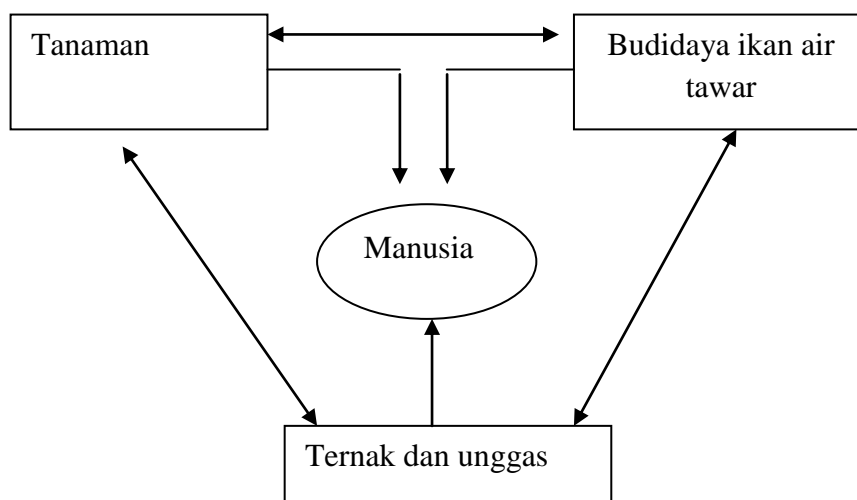 Tanaman
Budidaya ikan air
tawar
Manusia
Ternak dan unggas